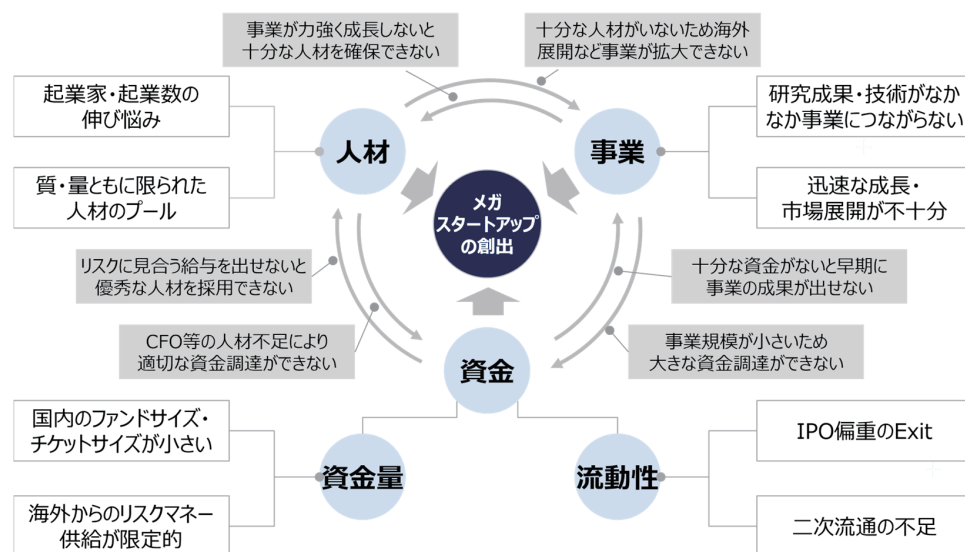 事業が力強く成長しないと
十分な人材を確保できない
十分な人材がいないため海外
展開など事業が拡大できない
起業家・起業数の
伸び悩み
質・量ともに限られた
人材のプール
人材
事業
研究成果・技術がなか
なか事業につながらない
迅速な成長・
市場展開が不十分
メガ
スタートアップ
の創出
リスクに見合う給与を出せないと
優秀な人材を採用できない
CFO等の人材不足により
適切な資金調達ができない
十分な資金がないと早期に
事業の成果が出せない
事業規模が小さいため
大きな資金調達ができない
資金
国内のファンドサイズ・
チケットサイズが小さい
海外からのリスクマネー
供給が限定的
資金量
流動性
IPO偏重のExit
二次流通の不足